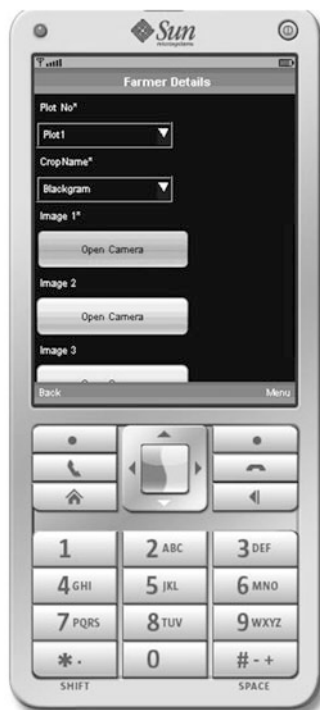 Sun
microsystems
Farmer Details
Plot No*
Plot1
CropName*
Blackgram
Image 1*
Open Camera
Image 2
Open Camera
Image 3
Back Menu
1 2 ABC 3 DEF
4 GHI 5 JKL 6 MNO
7 PQRS 8 TUV 9 WXYZ
* . 0 # - +
SHIFT SPACE